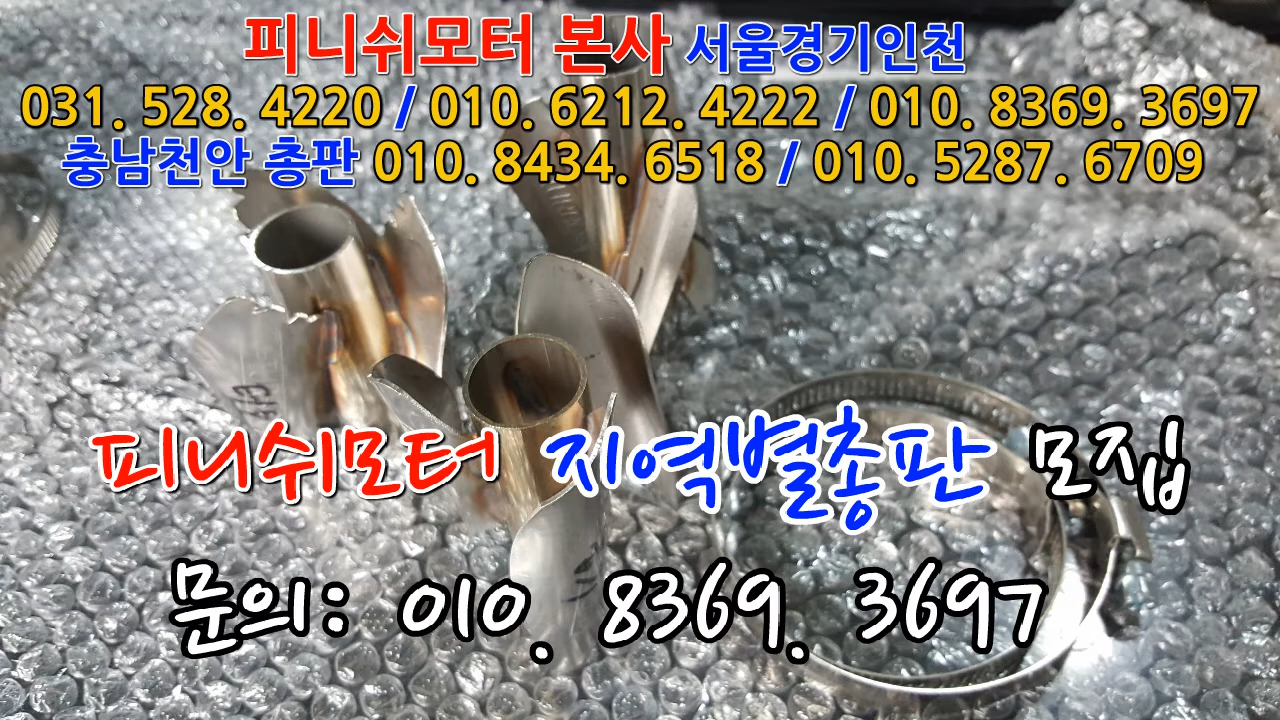 피니쉬모터 본사 서울경기인천
031. 528. 4220 / 010. 6212. 4222 / 010. 8369. 3697
충남천안 총판 010. 8434. 6518 / 010. 5287. 6709
피니쉬모터 지역별총판 모집
문의: 010. 8369. 3697